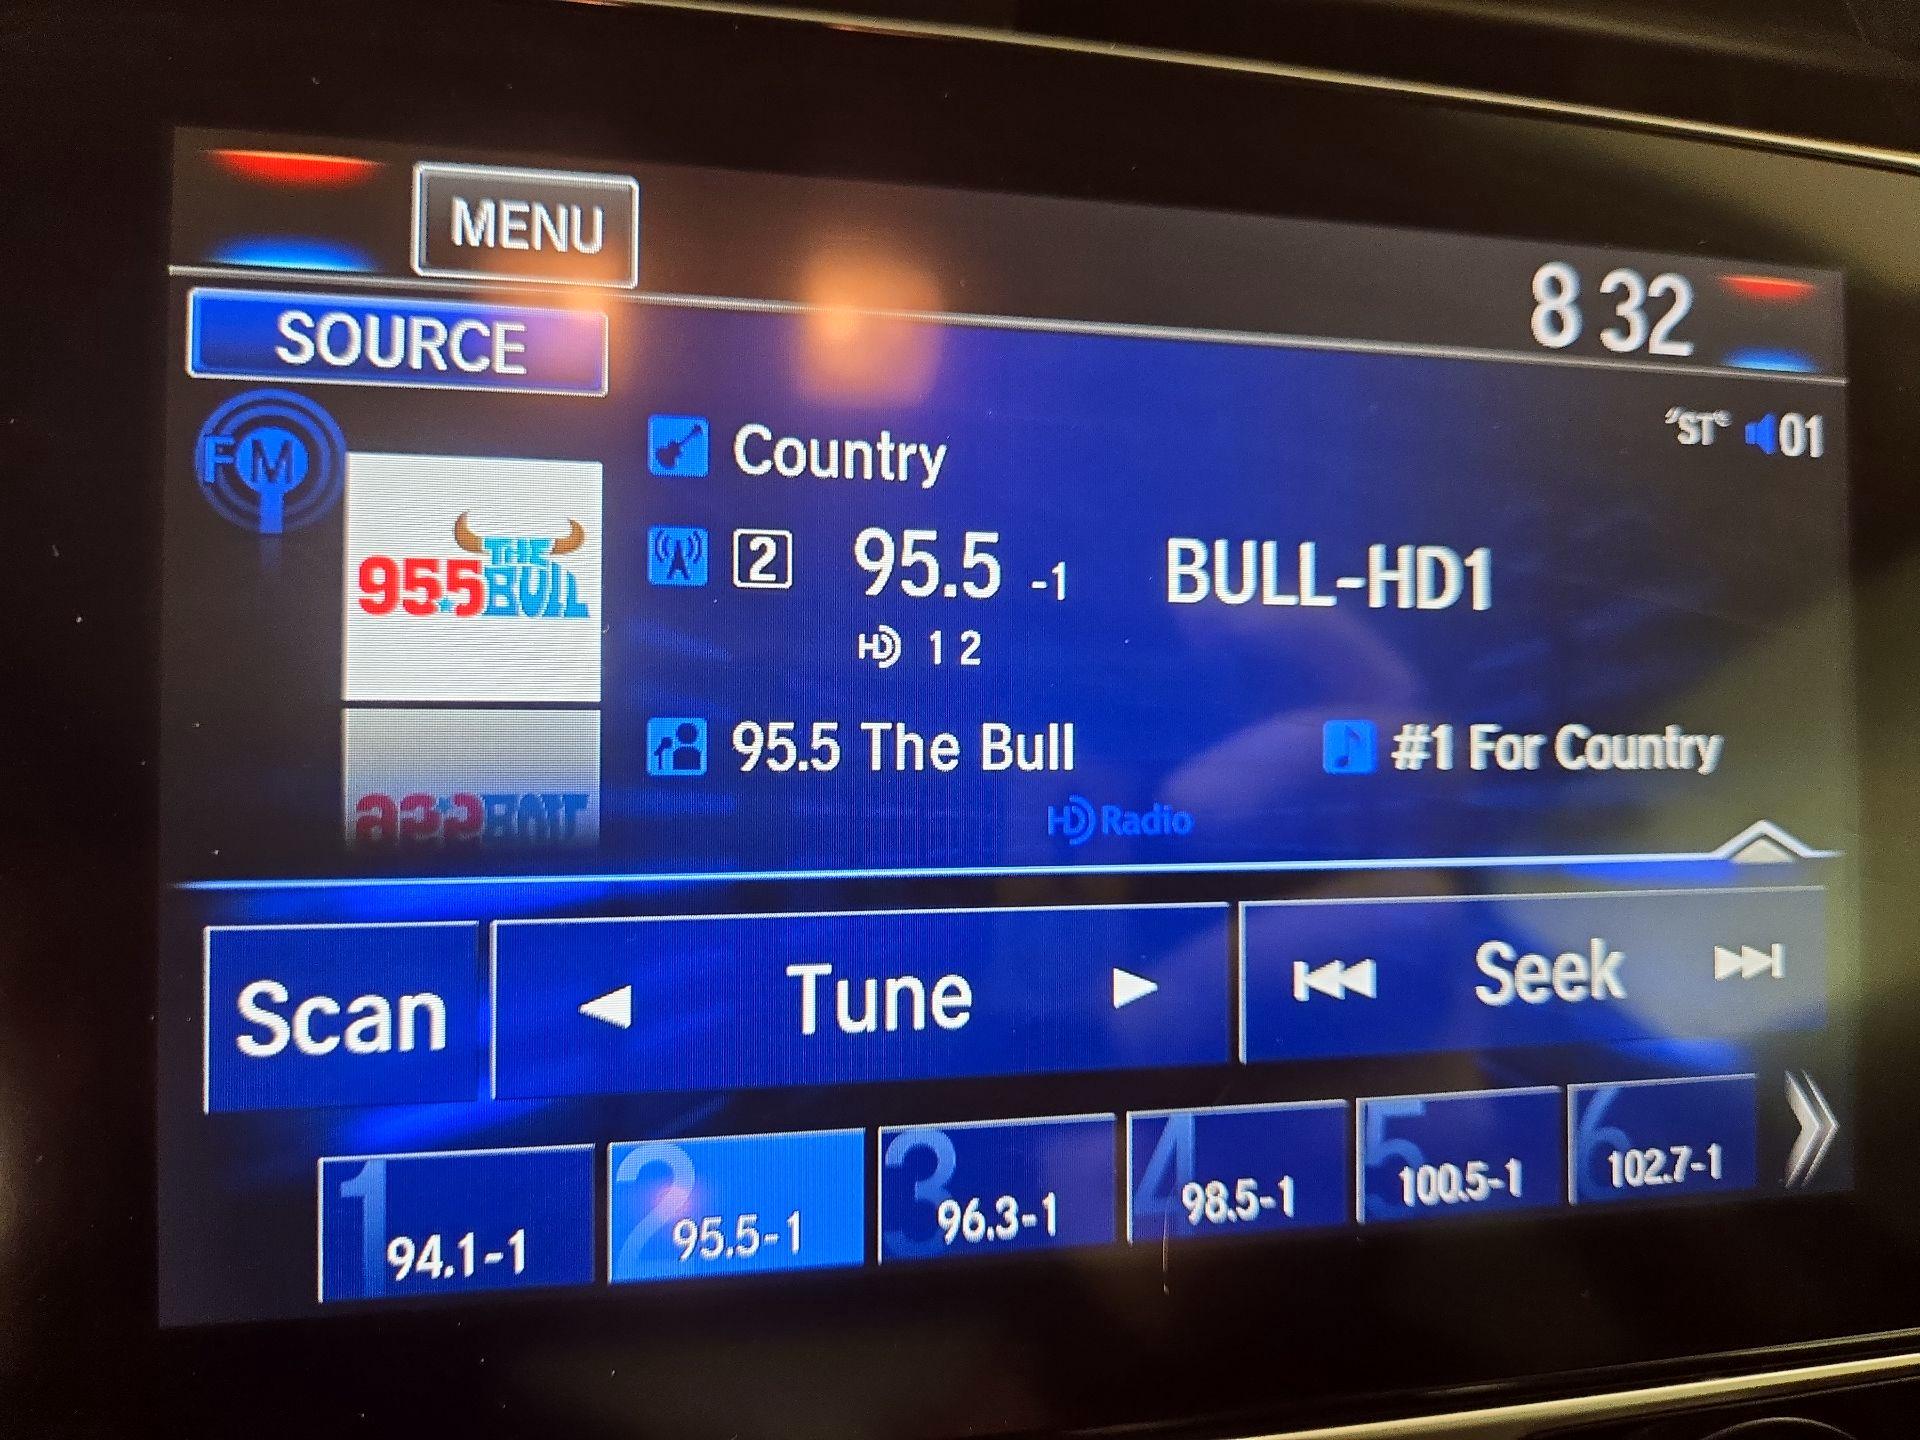 MENU
8 32
SOURCE
FM
"ST" 01
Country
95.5 THE BULL
2 95.5 -1 BULL-HD1
HD 1 2
95.5 The Bull #1 For Country
HD Radio
Scan Tune Seek
1 94.1-1
2 95.5-1
3 96.3-1
4 98.5-1
5 100.5-1
6 102.7-1